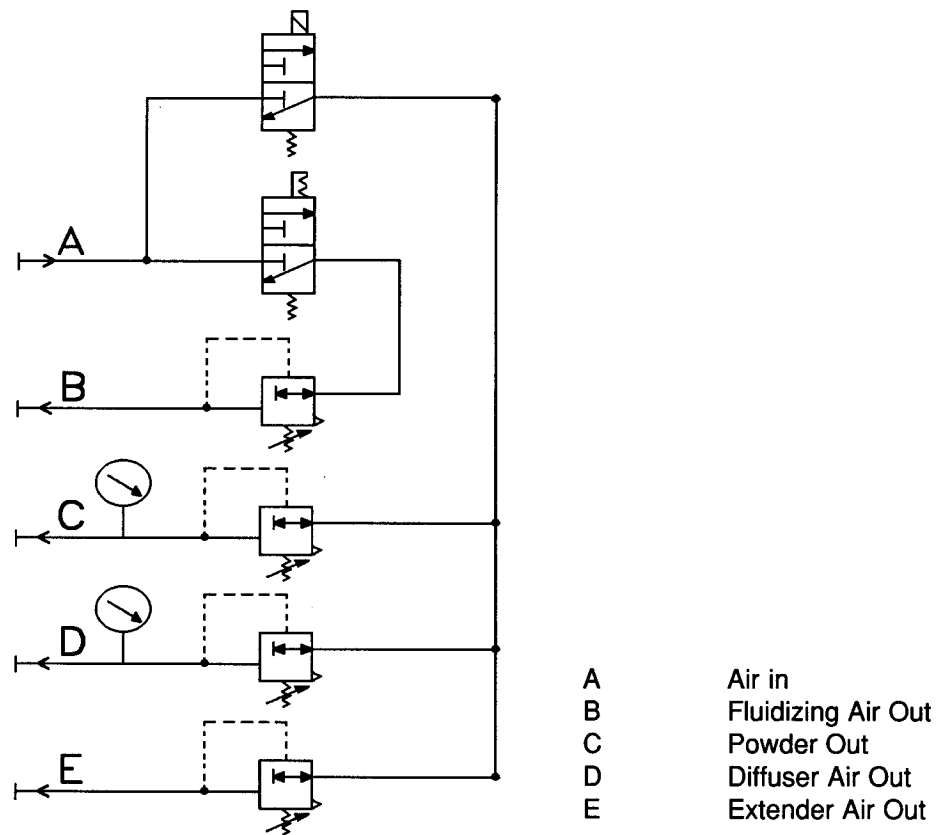 A
B
C
D
E
A Air in
B Fluidizing Air Out
C Powder Out
D Diffuser Air Out
E Extender Air Out